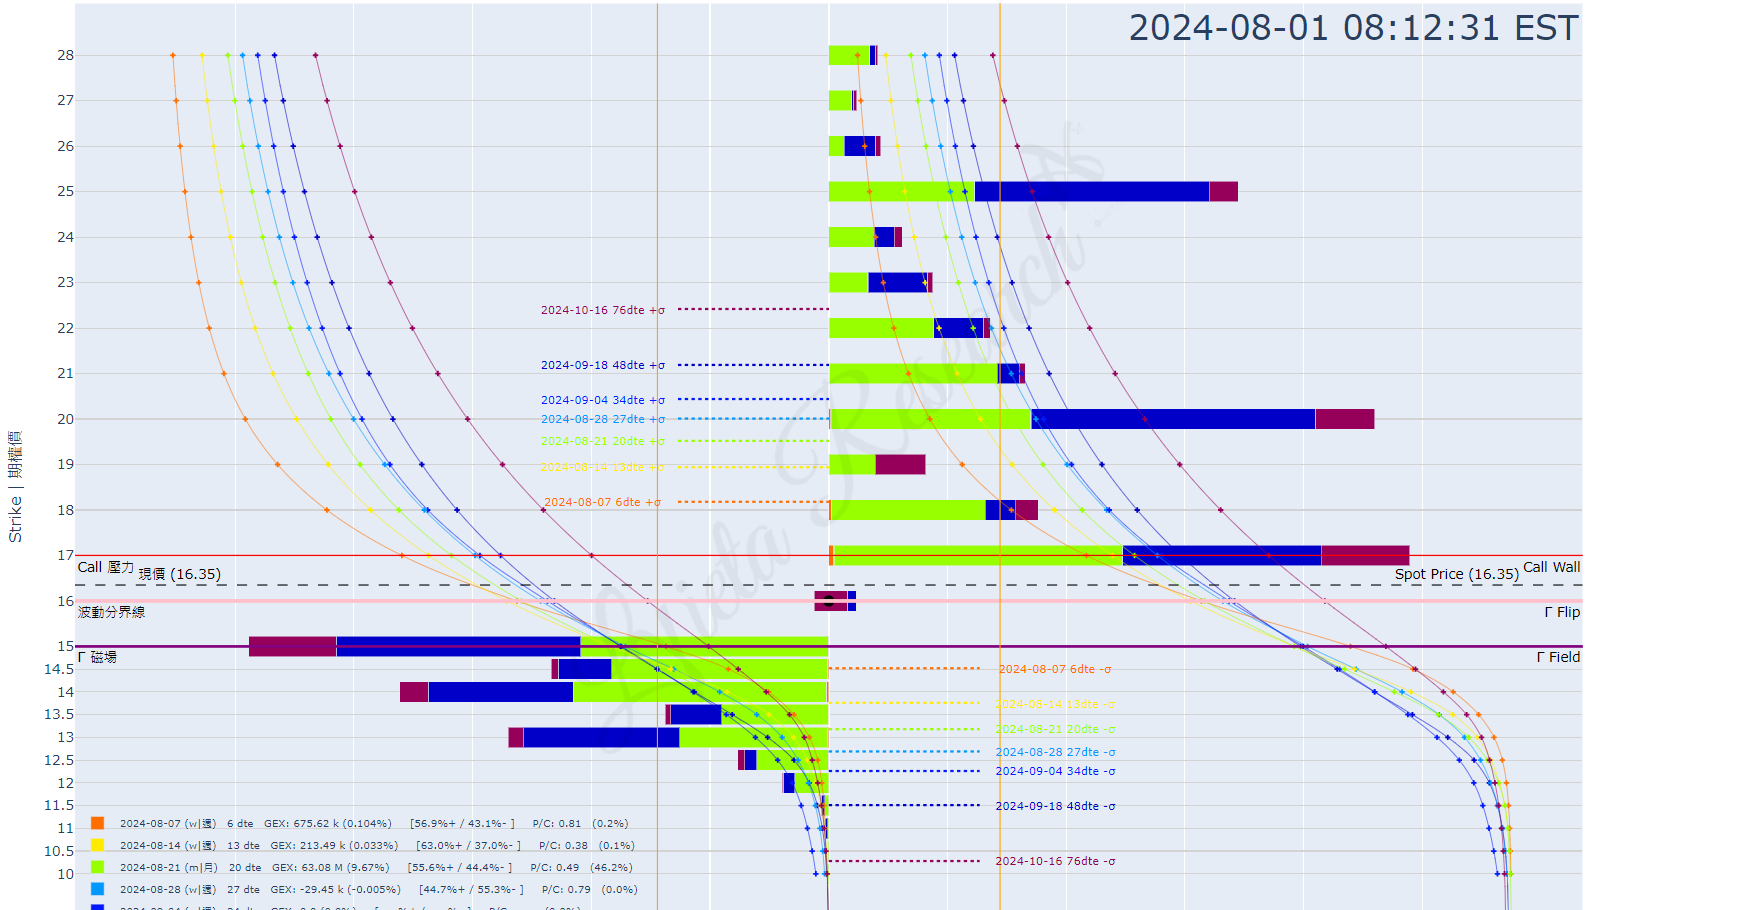 2024-08-01 08:12:31 EST
28
27
26
25
24
23
2024-10-16 76dte +σ
22
2024-09-18 48dte +σ
21
2024-09-04 34dte +σ
20
2024-08-28 27dte +σ
2024-08-21 20dte +σ
2024-08-14 13dte +σ
19
2024-08-07 6dte +σ
18
Strike | 期權價
17
Call 壓力
Call Wall
現價 (16.35)
Spot Price (16.35)
16
波動分界線
Γ Flip
15
Γ 磁場
Γ Field
14.5
2024-08-07 6dte -σ
14
2024-08-14 13dte -σ
13.5
2024-08-21 20dte -σ
13
2024-08-28 27dte -σ
12.5
2024-09-04 34dte -σ
12
11.5
2024-09-18 48dte -σ
11
10.5
2024-10-16 76dte -σ
10
2024-08-07 (w|週) 6 dte GEX: 675.62 k (0.104%) [56.9%+ / 43.1%- ] P/C: 0.81 (0.2%)
2024-08-14 (w|週) 13 dte GEX: 213.49 k (0.033%) [63.0%+ / 37.0%- ] P/C: 0.38 (0.1%)
2024-08-21 (m|月) 20 dte GEX: 63.08 M (9.67%) [55.6%+ / 44.4%- ] P/C: 0.49 (46.2%)
2024-08-28 (w|週) 27 dte GEX: -29.45 k (-0.005%) [44.7%+ / 55.3%- ] P/C: 0.79 (0.0%)
Research